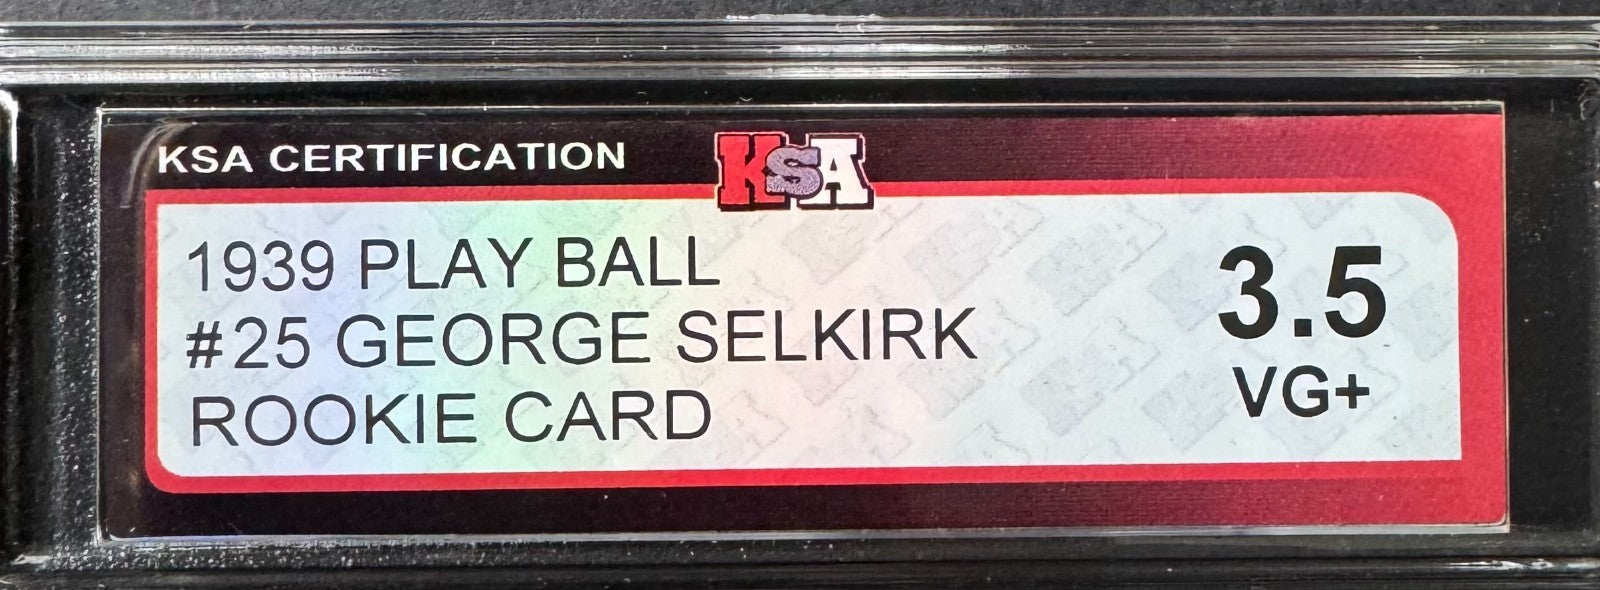 KSA CERTIFICATION
KSA
1939 PLAY BALL
#25 GEORGE SELKIRK
ROOKIE CARD
3.5
VG+